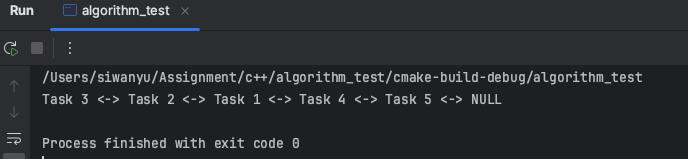 Run algorithm_test
/Users/siwanyu/Assignment/c++/algorithm_test/cmake-build-debug/algorithm_test
Task 3 <-> Task 2 <-> Task 1 <-> Task 4 <-> Task 5 <-> NULL
Process finished with exit code 0